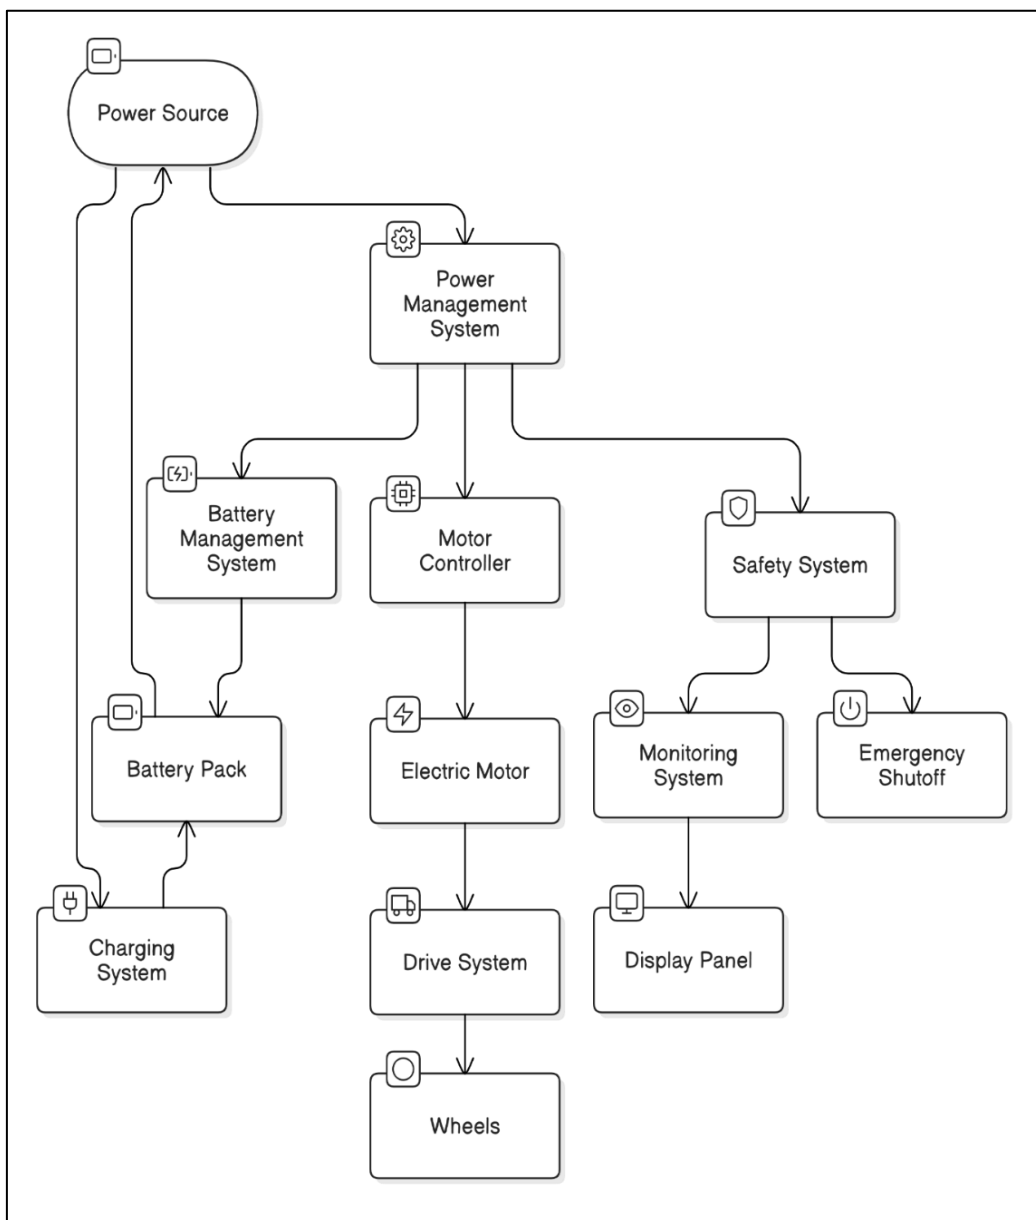 Power Source
Power
Management
System
Battery
Management
System
Motor
Controller
Safety System
Battery Pack
Electric Motor
Monitoring
System
Emergency
Shutoff
Charging
System
Drive System
Display Panel
Wheels